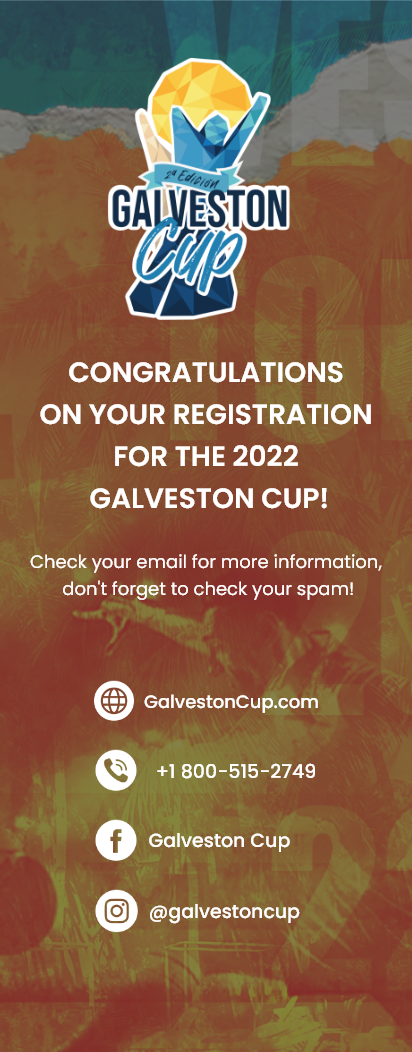 2ª Edición
GALVESTON
Cup
CONGRATULATIONS
ON YOUR REGISTRATION
FOR THE 2022
GALVESTON CUP!
Check your email for more information,
don't forget to check your spam!
GalvestonCup.com
+1 800-515-2749
Galveston Cup
@galvestoncup